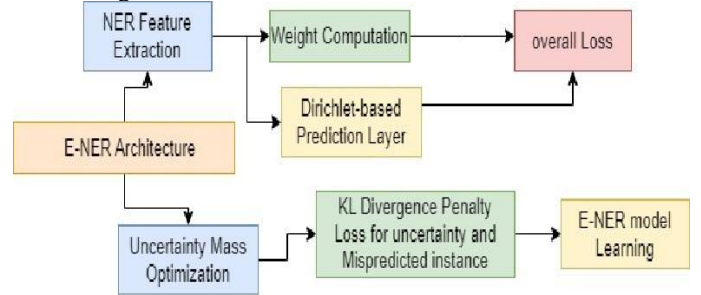 NER Feature
Extraction
Weight Computation
overall Loss
Dirichlet-based
Prediction Layer
E-NER Architecture
Uncertainty Mass
Optimization
KL Divergence Penalty
Loss for uncertainty and
Mispredicted instance
E-NER model
Learning